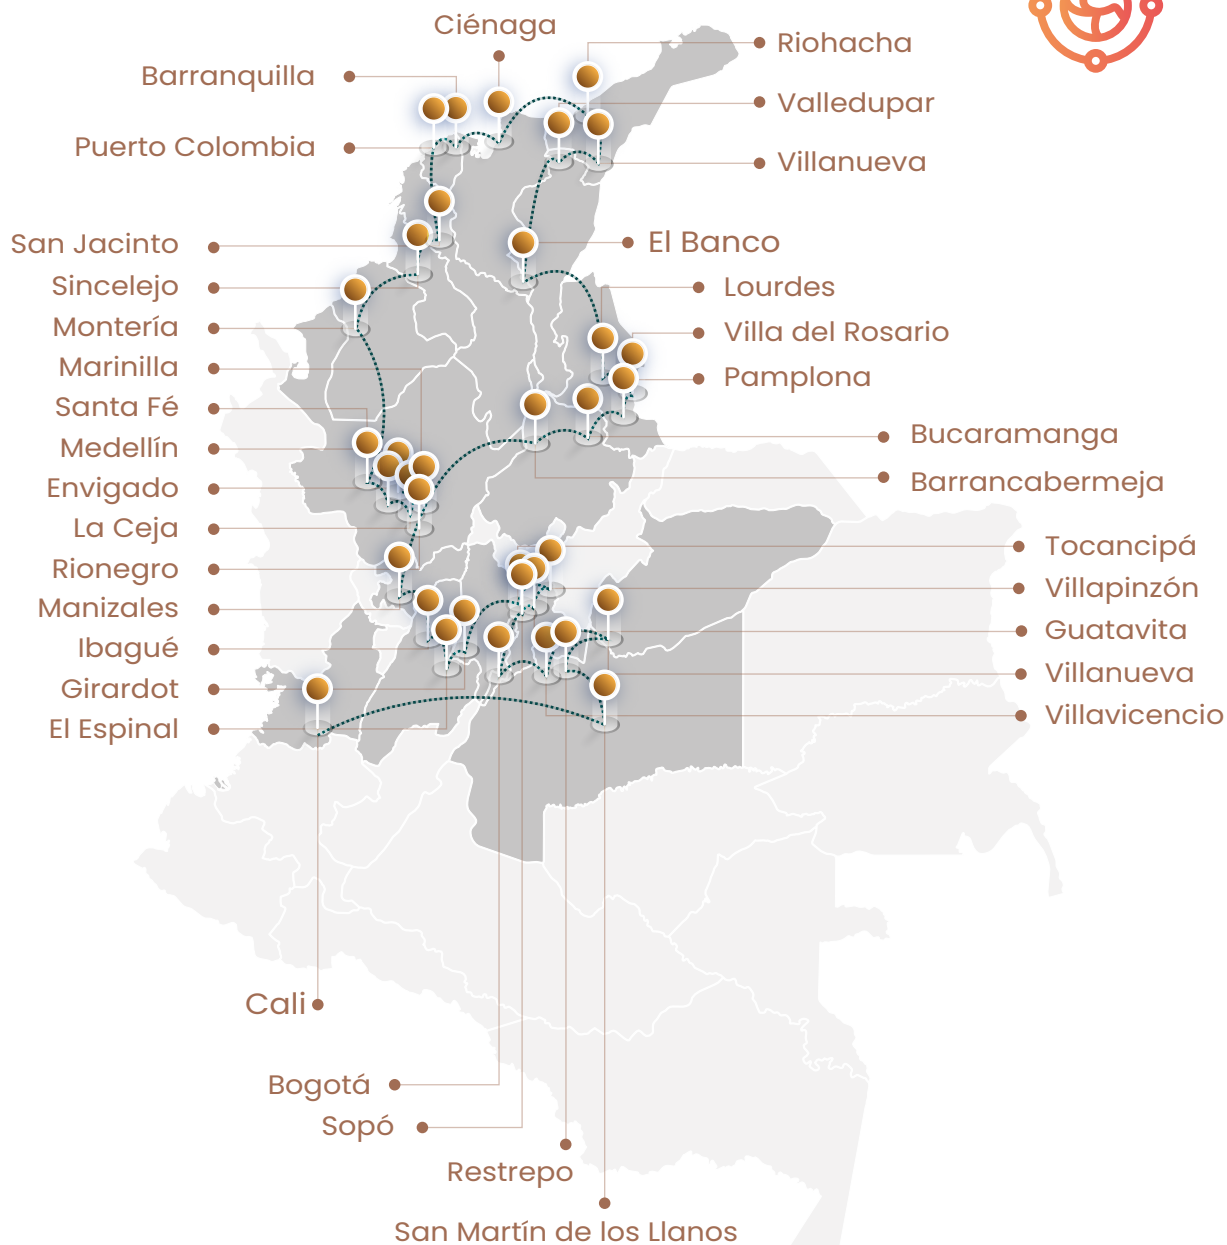 Ciénaga
Riohacha
Barranquilla
Valledupar
Puerto Colombia
Villanueva
San Jacinto
El Banco
Sincelejo
Lourdes
Montería
Villa del Rosario
Marinilla
Pamplona
Santa Fé
Medellín
Bucaramanga
Envigado
Barrancabermeja
La Ceja
Rionegro
Tocancipá
Manizales
Villapinzón
Ibagué
Guatavita
Girardot
Villanueva
El Espinal
Villavicencio
Cali
Bogotá
Sopó
Restrepo
San Martín de los Llanos